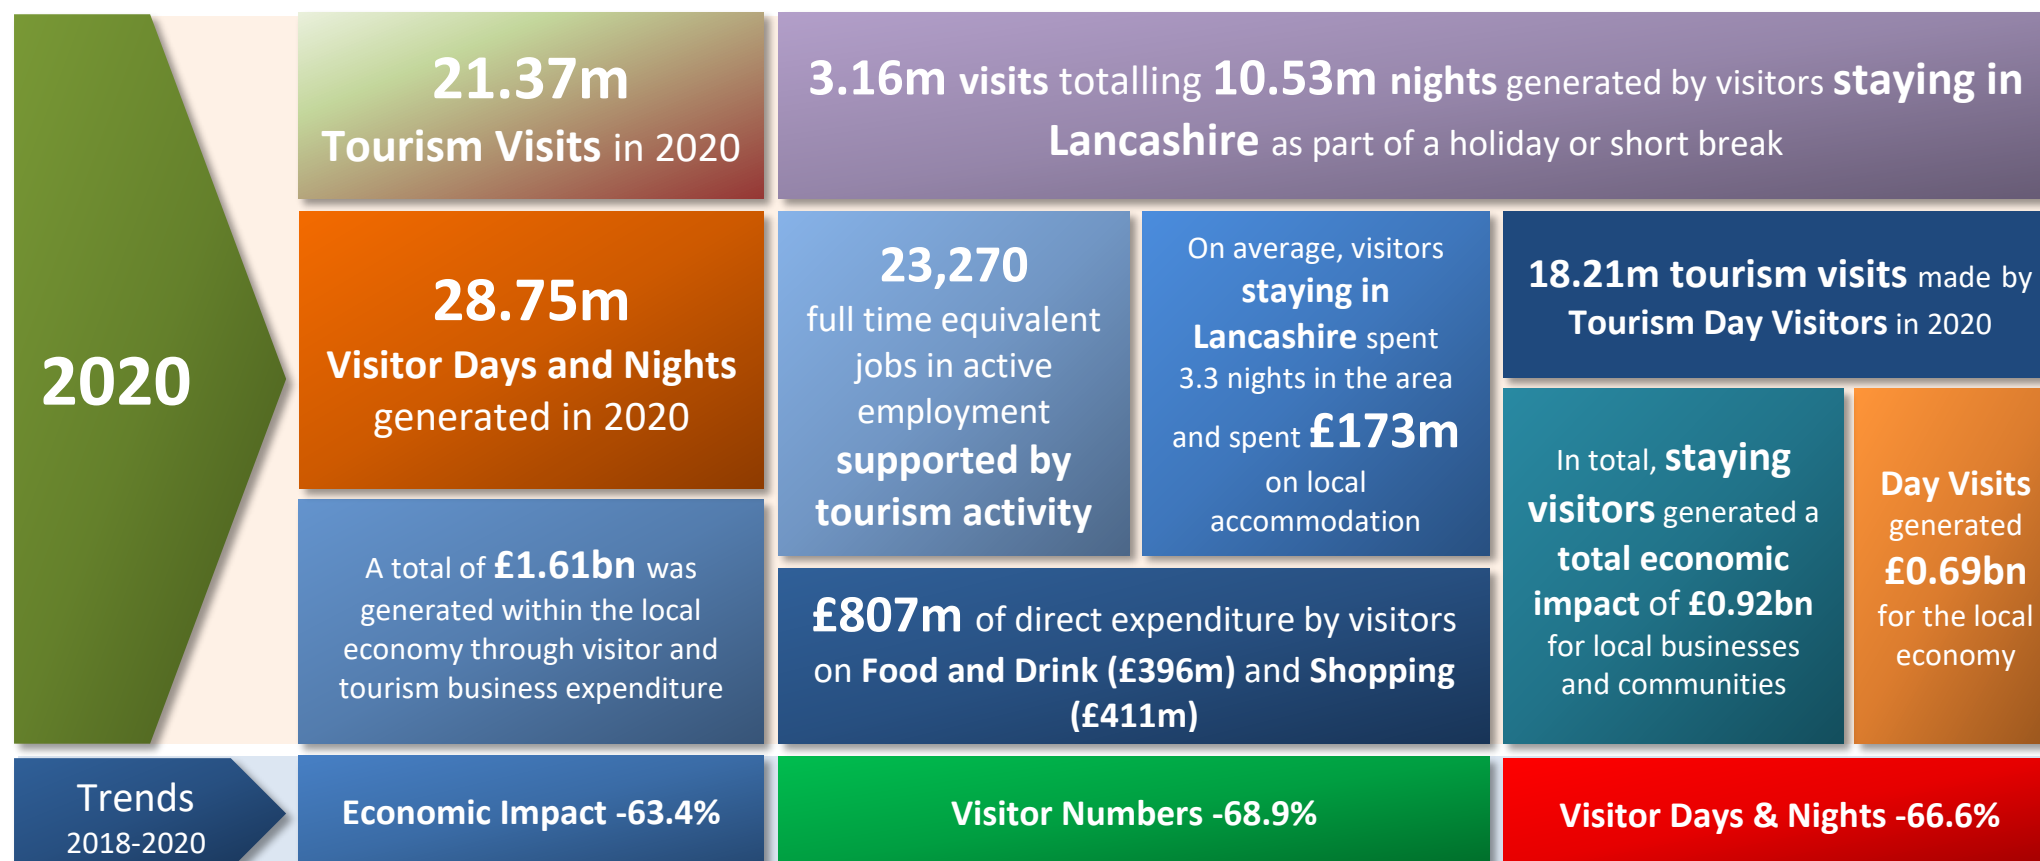 2020
21.37m
Tourism Visits in 2020
3.16m visits totalling 10.53m nights generated by visitors staying in
Lancashire as part of a holiday or short break
28.75m
Visitor Days and Nights
generated in 2020
23,270
full time equivalent
jobs in active
employment
supported by
tourism activity
On average, visitors
staying in
Lancashire spent
3.3 nights in the area
and spent £173m
on local
accommodation
18.21m tourism visits made by
Tourism Day Visitors in 2020
A total of £1.61bn was
generated within the local
economy through visitor and
tourism business expenditure
£807m of direct expenditure by visitors
on Food and Drink (£396m) and Shopping
(£411m)
In total, staying
visitors generated a
total economic
impact of £0.92bn
for local businesses
and communities
Day Visits
generated
£0.69bn
for the local
economy
Trends
2018-2020
Economic Impact -63.4%
Visitor Numbers -68.9%
Visitor Days & Nights -66.6%